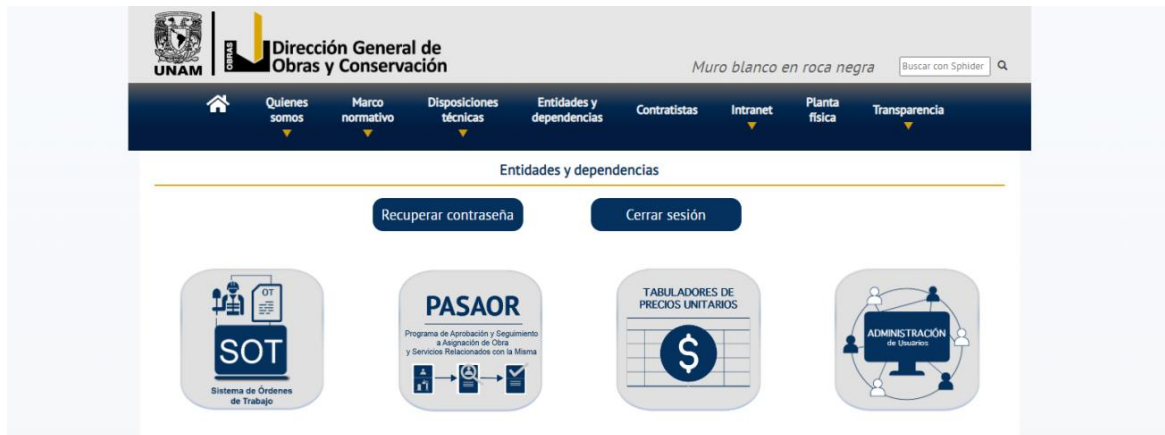 UNAM
OBRAS
Dirección General de
Obras y Conservación
Muro blanco en roca negra
Buscar con Sphider
Quienes
somos
Marco
normativo
Disposiciones
técnicas
Entidades y
dependencias
Contratistas
Intranet
Planta
física
Transparencia
Entidades y dependencias
Recuperar contraseña
Cerrar sesión
OT
SOT
Sistema de Órdenes
de Trabajo
PASAOR
Programa de Aprobación y Seguimiento
a Asignación de Obra
y Servicios Relacionados con la Misma
TABULADORES DE
PRECIOS UNITARIOS
$
ADMINISTRACIÓN
de Usuarios